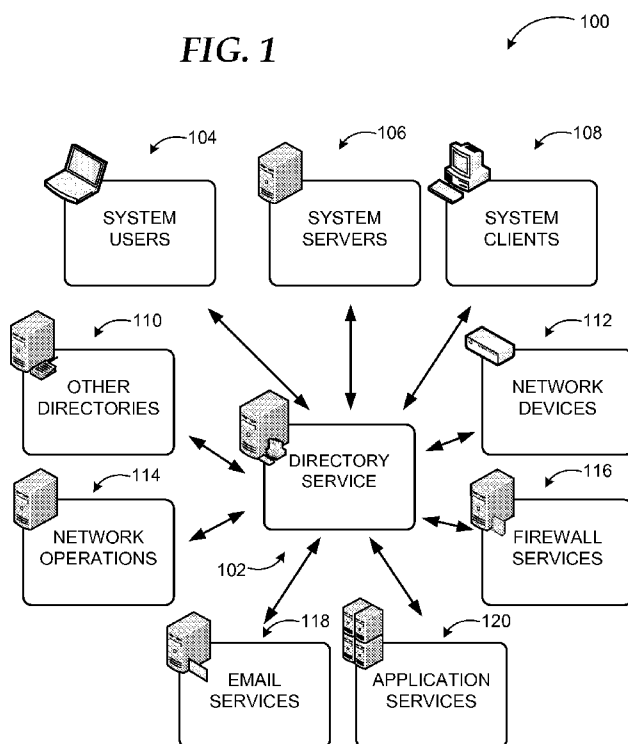 FIG. 1
100
104
106
108
SYSTEM
USERS
SYSTEM
SERVERS
SYSTEM
CLIENTS
110
112
OTHER
DIRECTORIES
NETWORK
DEVICES
DIRECTORY
SERVICE
114
116
NETWORK
OPERATIONS
FIREWALL
SERVICES
102
118
120
EMAIL
SERVICES
APPLICATION
SERVICES